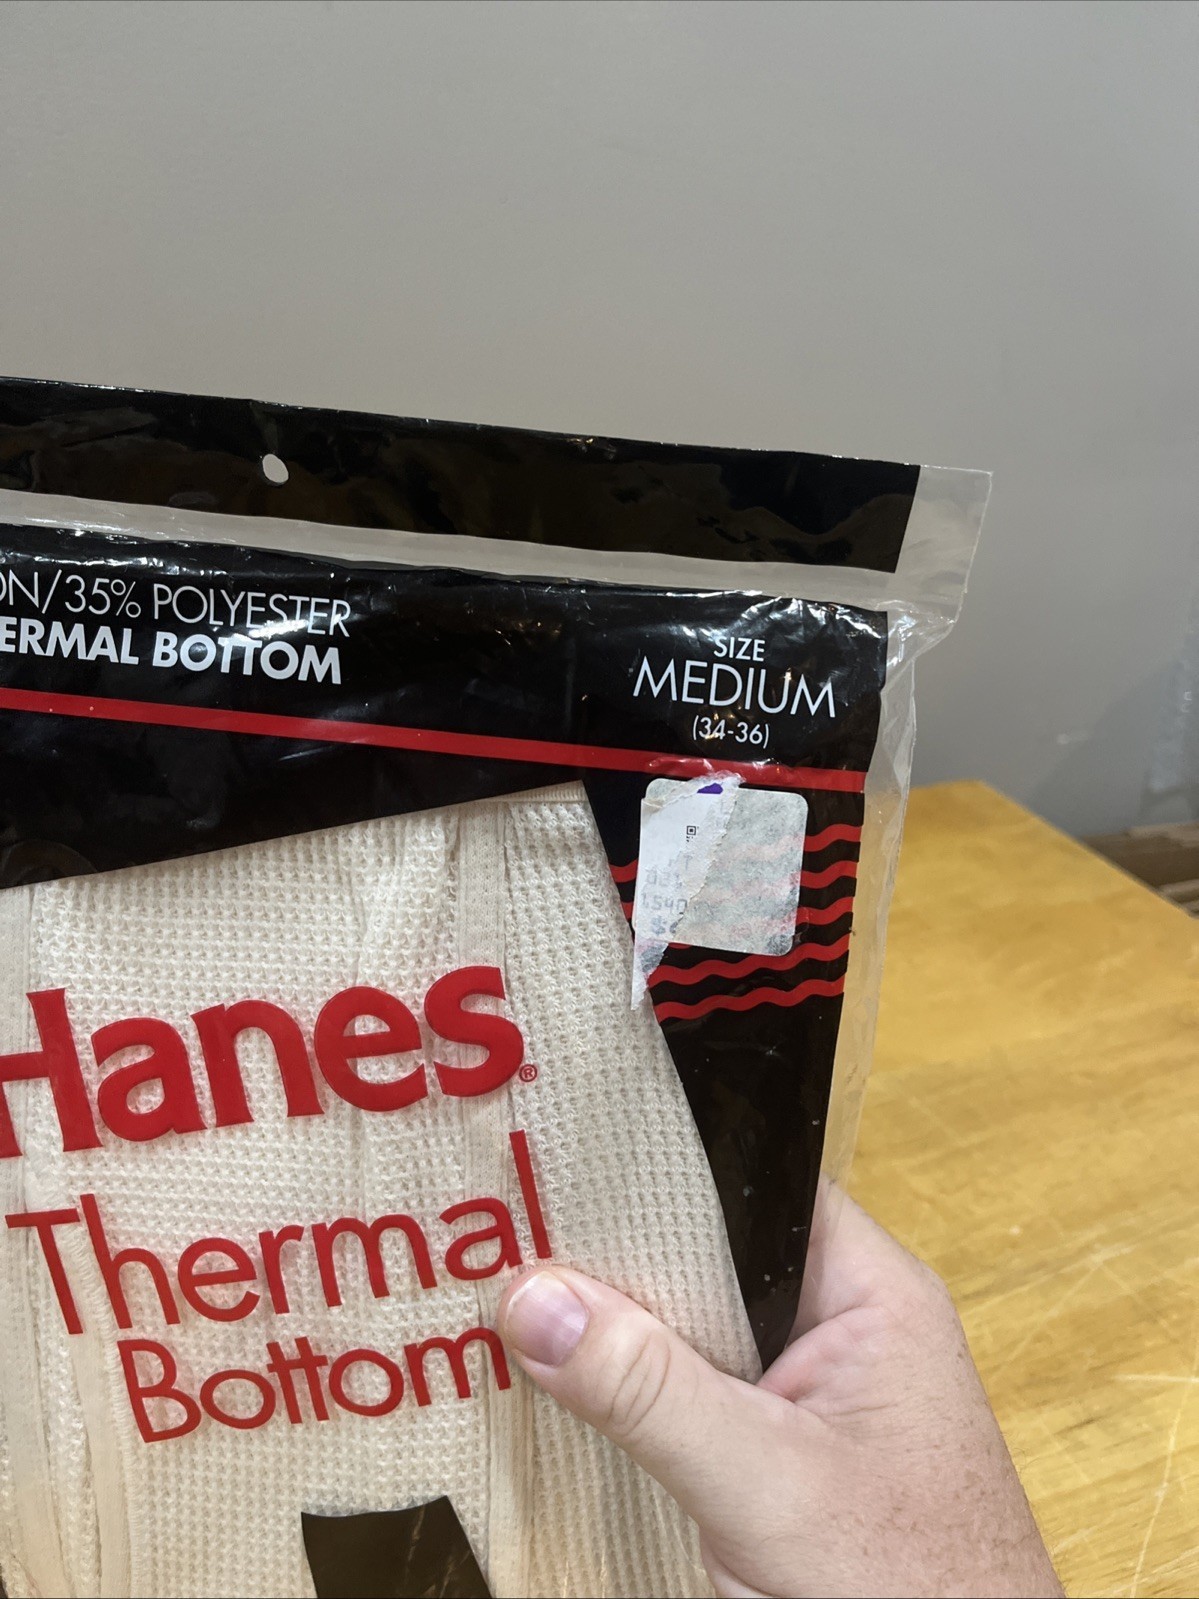 ON/35% POLYESTER
ERMAL BOTTOM
SIZE
MEDIUM
(34-36)
Hanes®
Thermal
Bottom